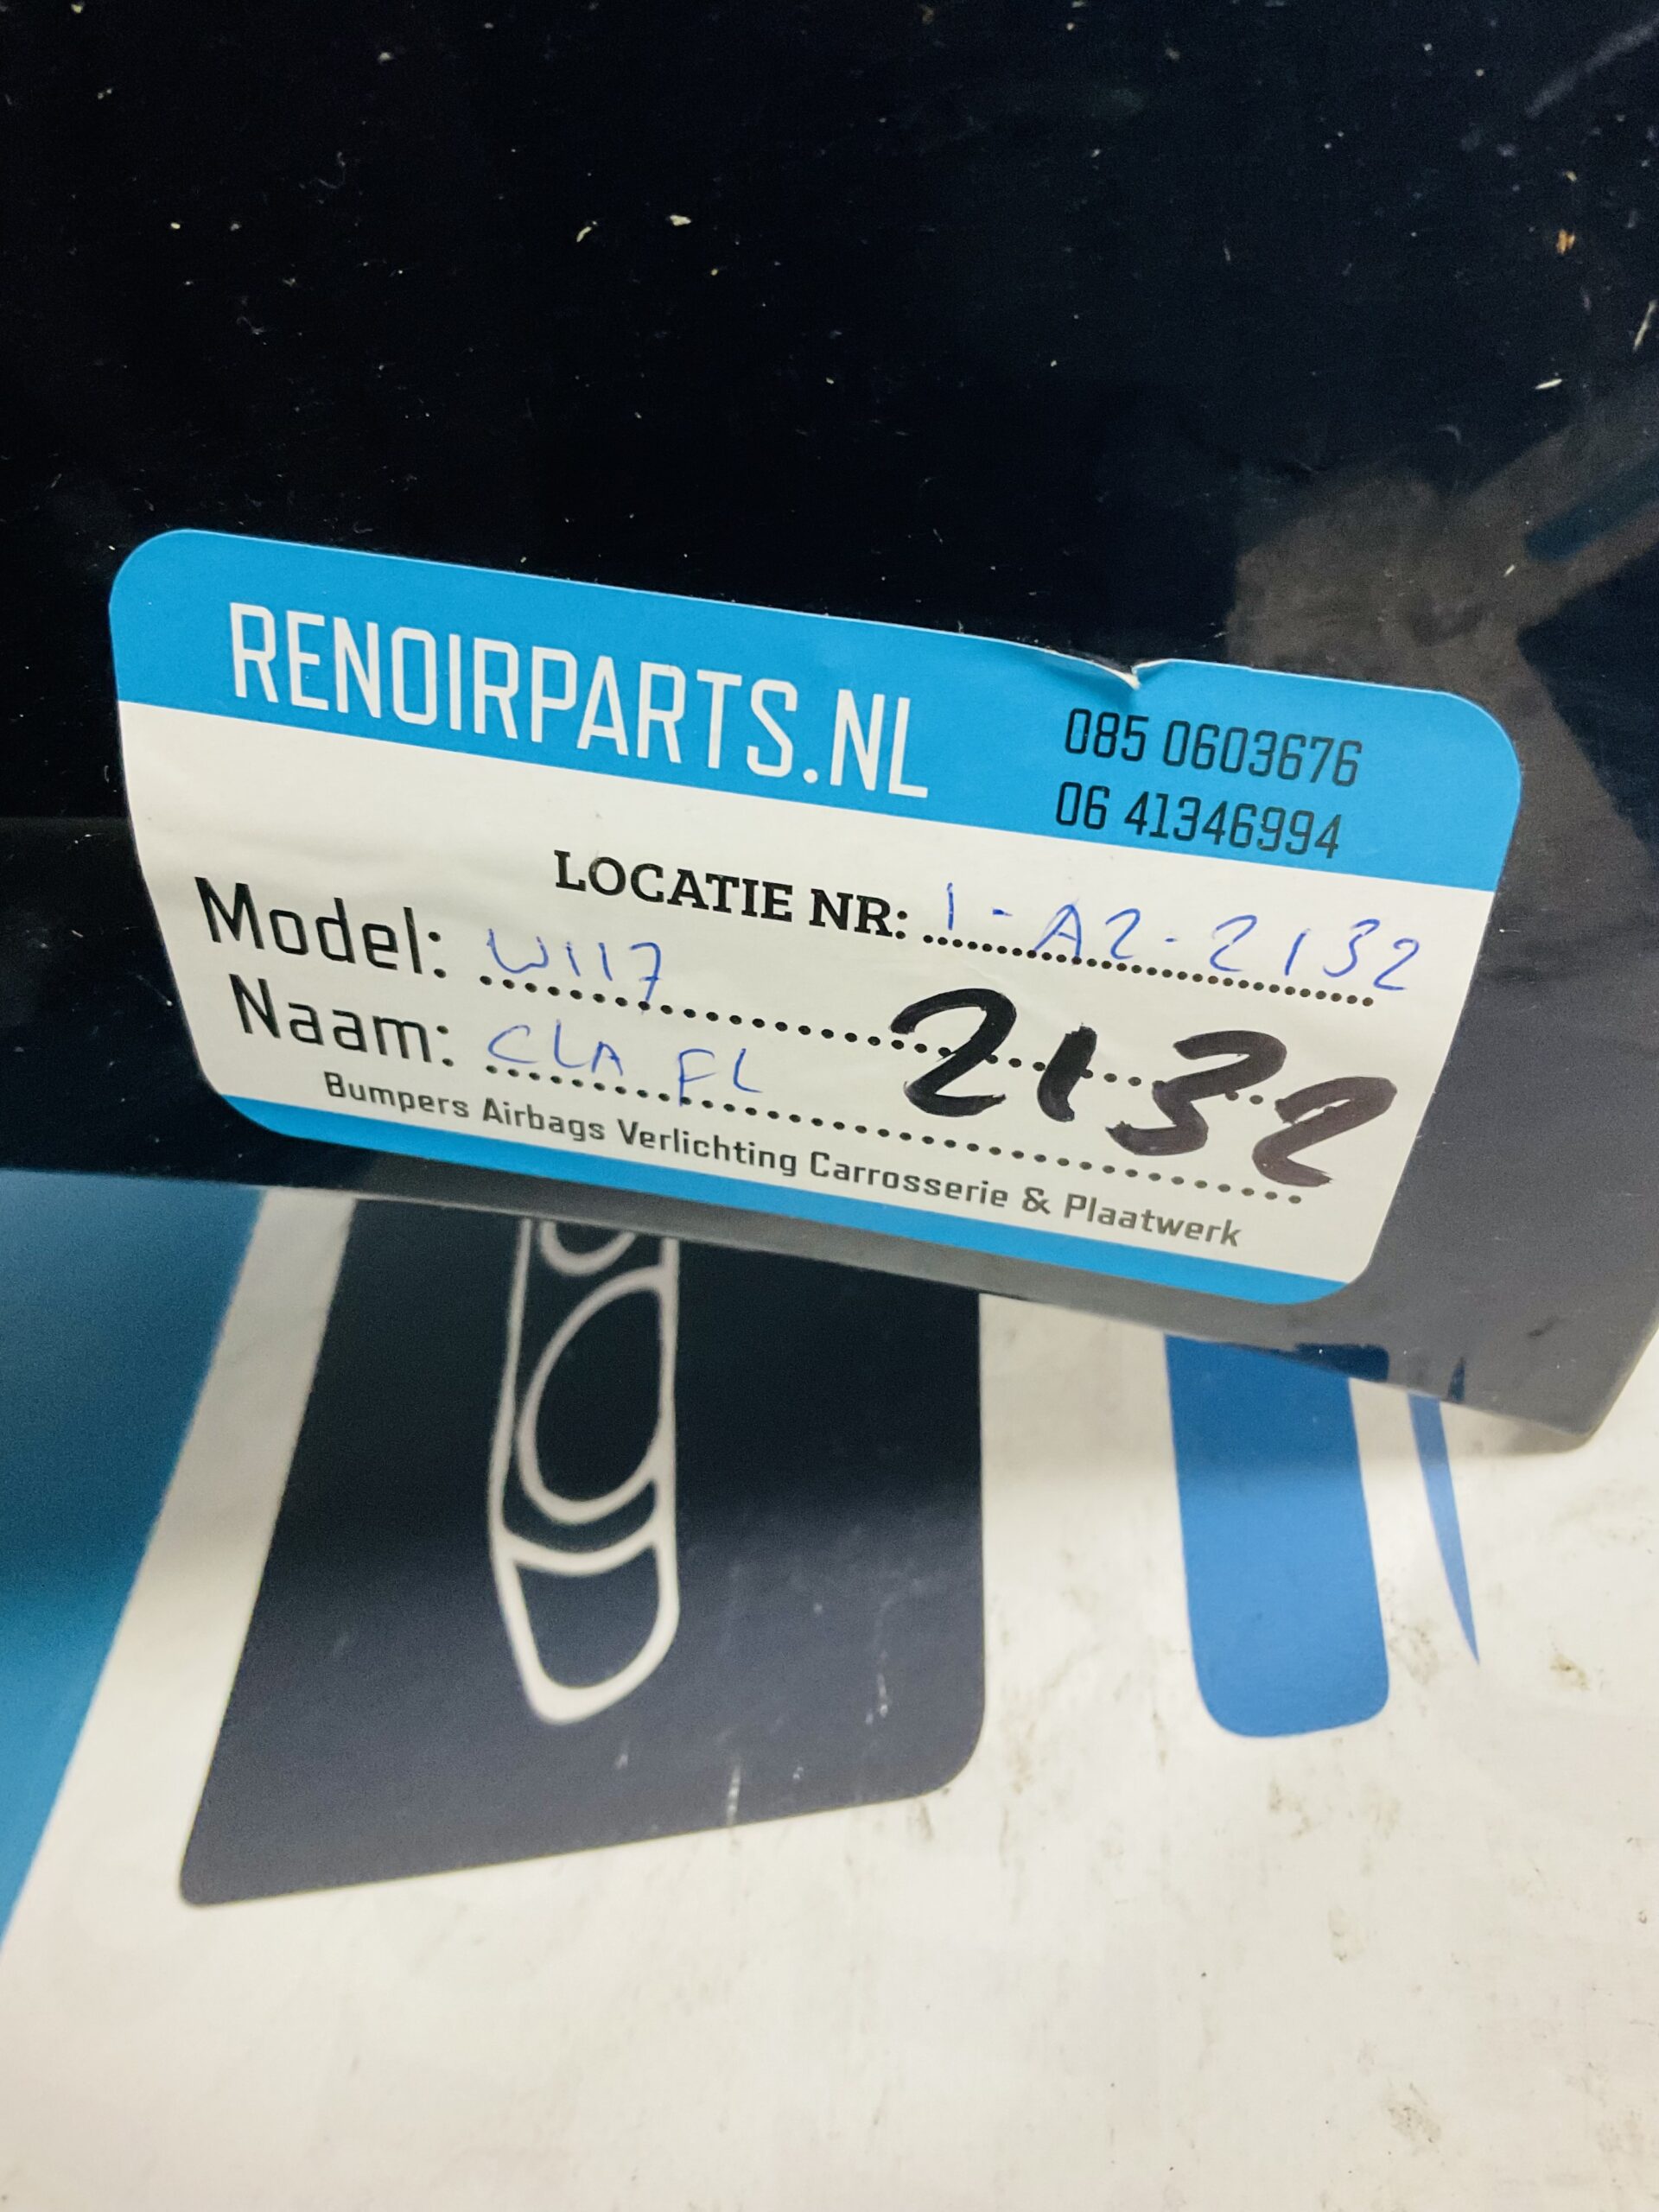 RENOIRPARTS.NL
085 0603676
06 41346994
LOCATIE NR: 1-A2-2132
Model: W117
2132
Naam: CLA FL
Bumpers Airbags Verlichting Carrosserie & Plaatwerk